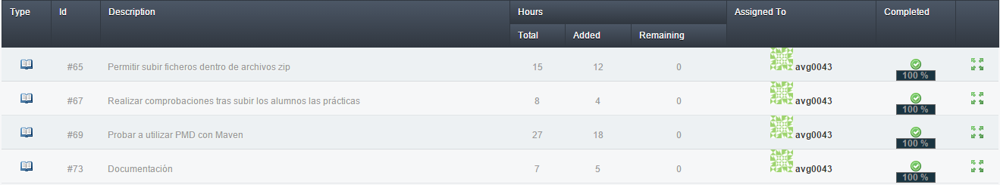 Type Id Description Hours Assigned To Completed
Total Added Remaining
#65 Permitir subir ficheros dentro de archivos zip 15 12 0 avg0043 100 %
#67 Realizar comprobaciones tras subir los alumnos las prácticas 8 4 0 avg0043 100 %
#69 Probar a utilizar PMD con Maven 27 18 0 avg0043 100 %
#73 Documentación 7 5 0 avg0043 100 %